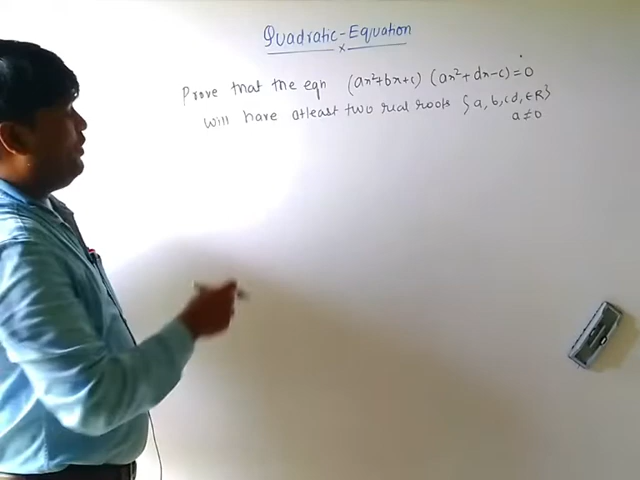 Quadratic-Equation
x
Prove that the eqn (ax²+bx+c) (ax²+dx-c)=0
will have atleast two real roots {a, b, c d, ∈ R}
a≠0